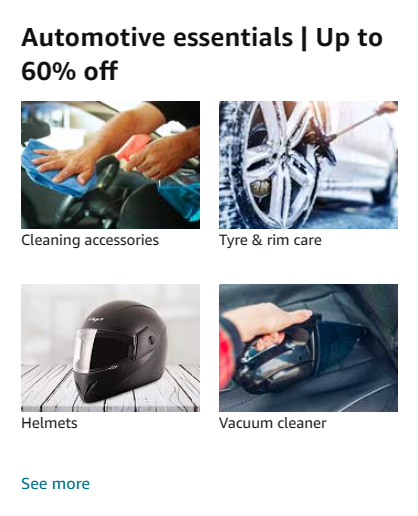 Automotive essentials | Up to
60% off
Cleaning accessories
Tyre & rim care
Helmets
Vacuum cleaner
See more